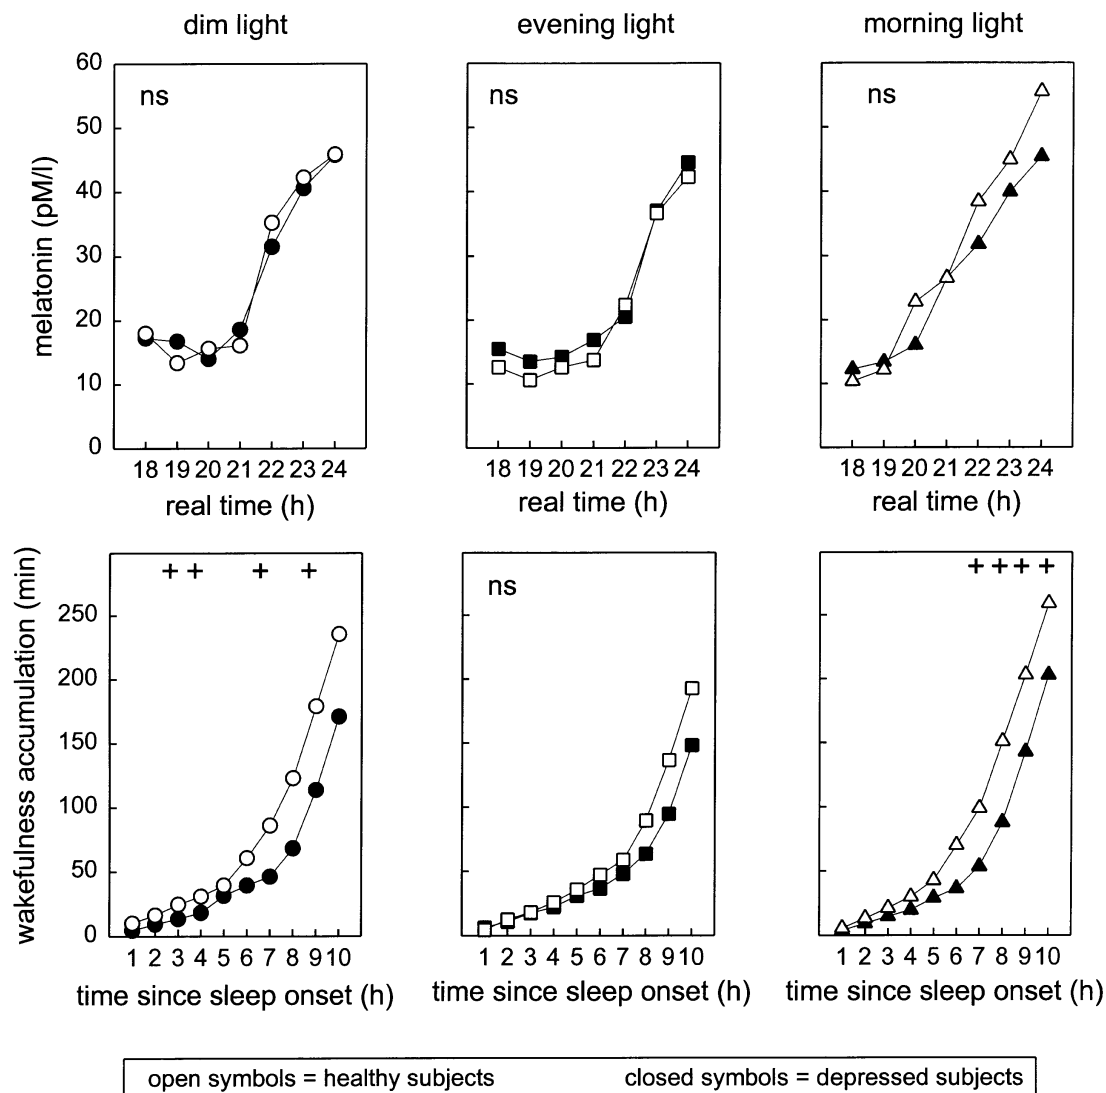 dim light evening light morning light
60
50
40
30
20
10
0
melatonin (pM/l)
ns ns ns
18 19 20 21 22 23 24 18 19 20 21 22 23 24 18 19 20 21 22 23 24
real time (h) real time (h) real time (h)
250
200
150
100
50
0
wakefulness accumulation (min)
+ + + + ns + + + +
1 2 3 4 5 6 7 8 9 10 1 2 3 4 5 6 7 8 9 10 1 2 3 4 5 6 7 8 9 10
time since sleep onset (h) time since sleep onset (h) time since sleep onset (h)
open symbols = healthy subjects closed symbols = depressed subjects